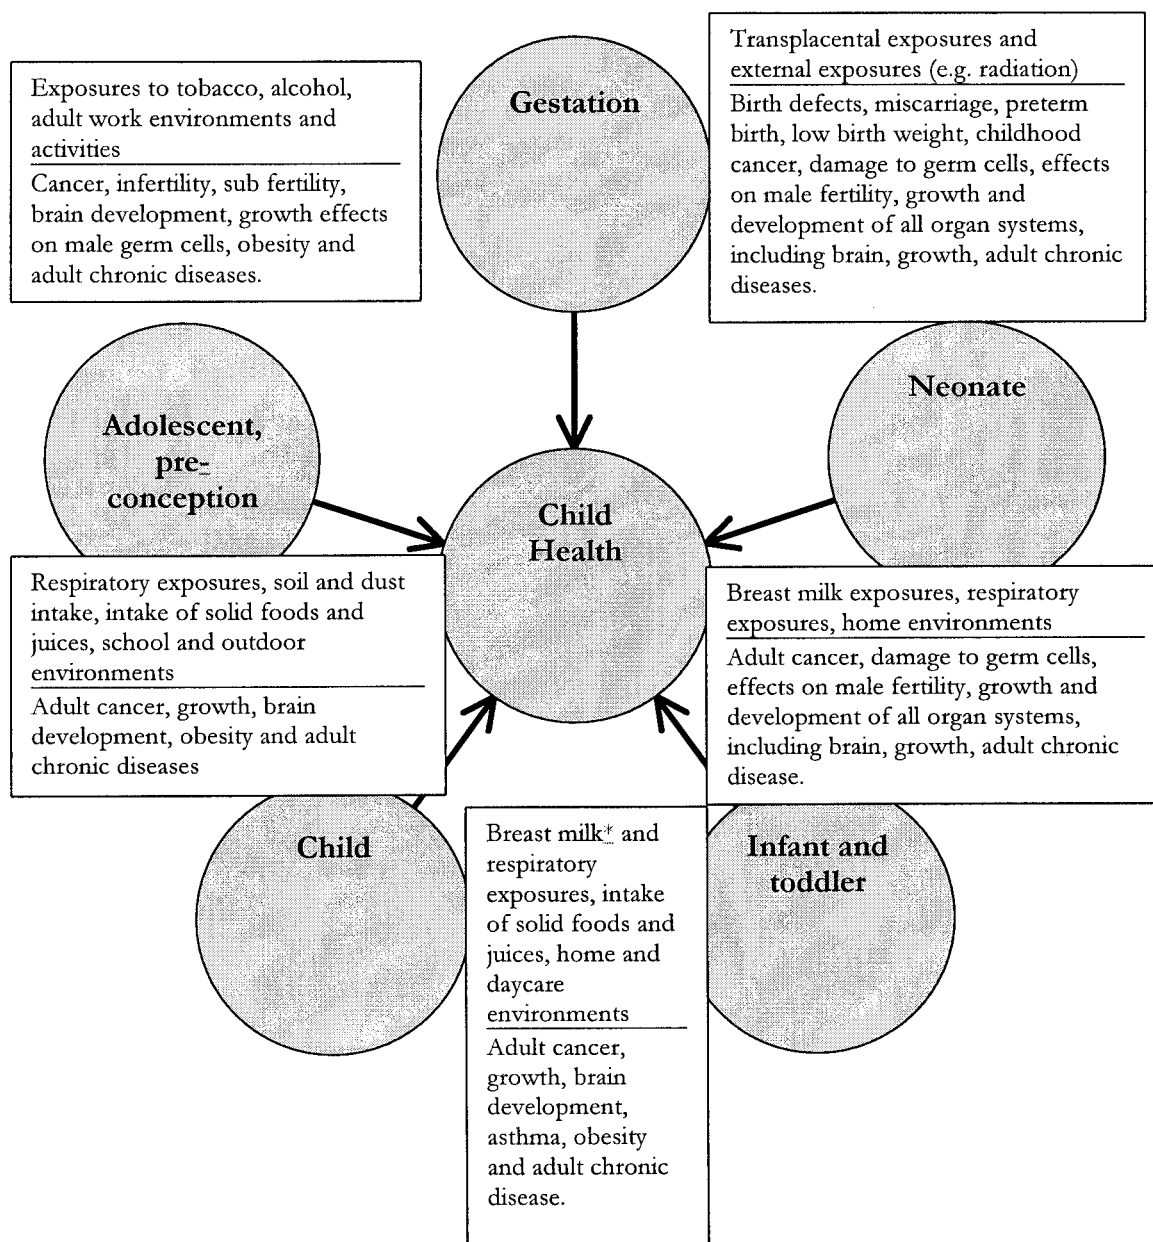 Transplacental exposures and
external exposures (e.g. radiation)
Birth defects, miscarriage, preterm
birth, low birth weight, childhood
cancer, damage to germ cells, effects
on male fertility, growth and
development of all organ systems,
including brain, growth, adult chronic
diseases.
Gestation
Exposures to tobacco, alcohol,
adult work environments and
activities
Cancer, infertility, sub fertility,
brain development, growth effects
on male germ cells, obesity and
adult chronic diseases.
Adolescent,
pre-
conception
Neonate
Child
Health
Respiratory exposures, soil and dust
intake, intake of solid foods and
juices, school and outdoor
environments
Adult cancer, growth, brain
development, obesity and adult
chronic diseases
Breast milk exposures, respiratory
exposures, home environments
Adult cancer, damage to germ cells,
effects on male fertility, growth and
development of all organ systems,
including brain, growth, adult chronic
disease.
Child
Breast milk* and
respiratory
exposures, intake
of solid foods and
juices, home and
daycare
environments
Adult cancer,
growth, brain
development,
asthma, obesity
and adult chronic
disease.
Infant and
toddler